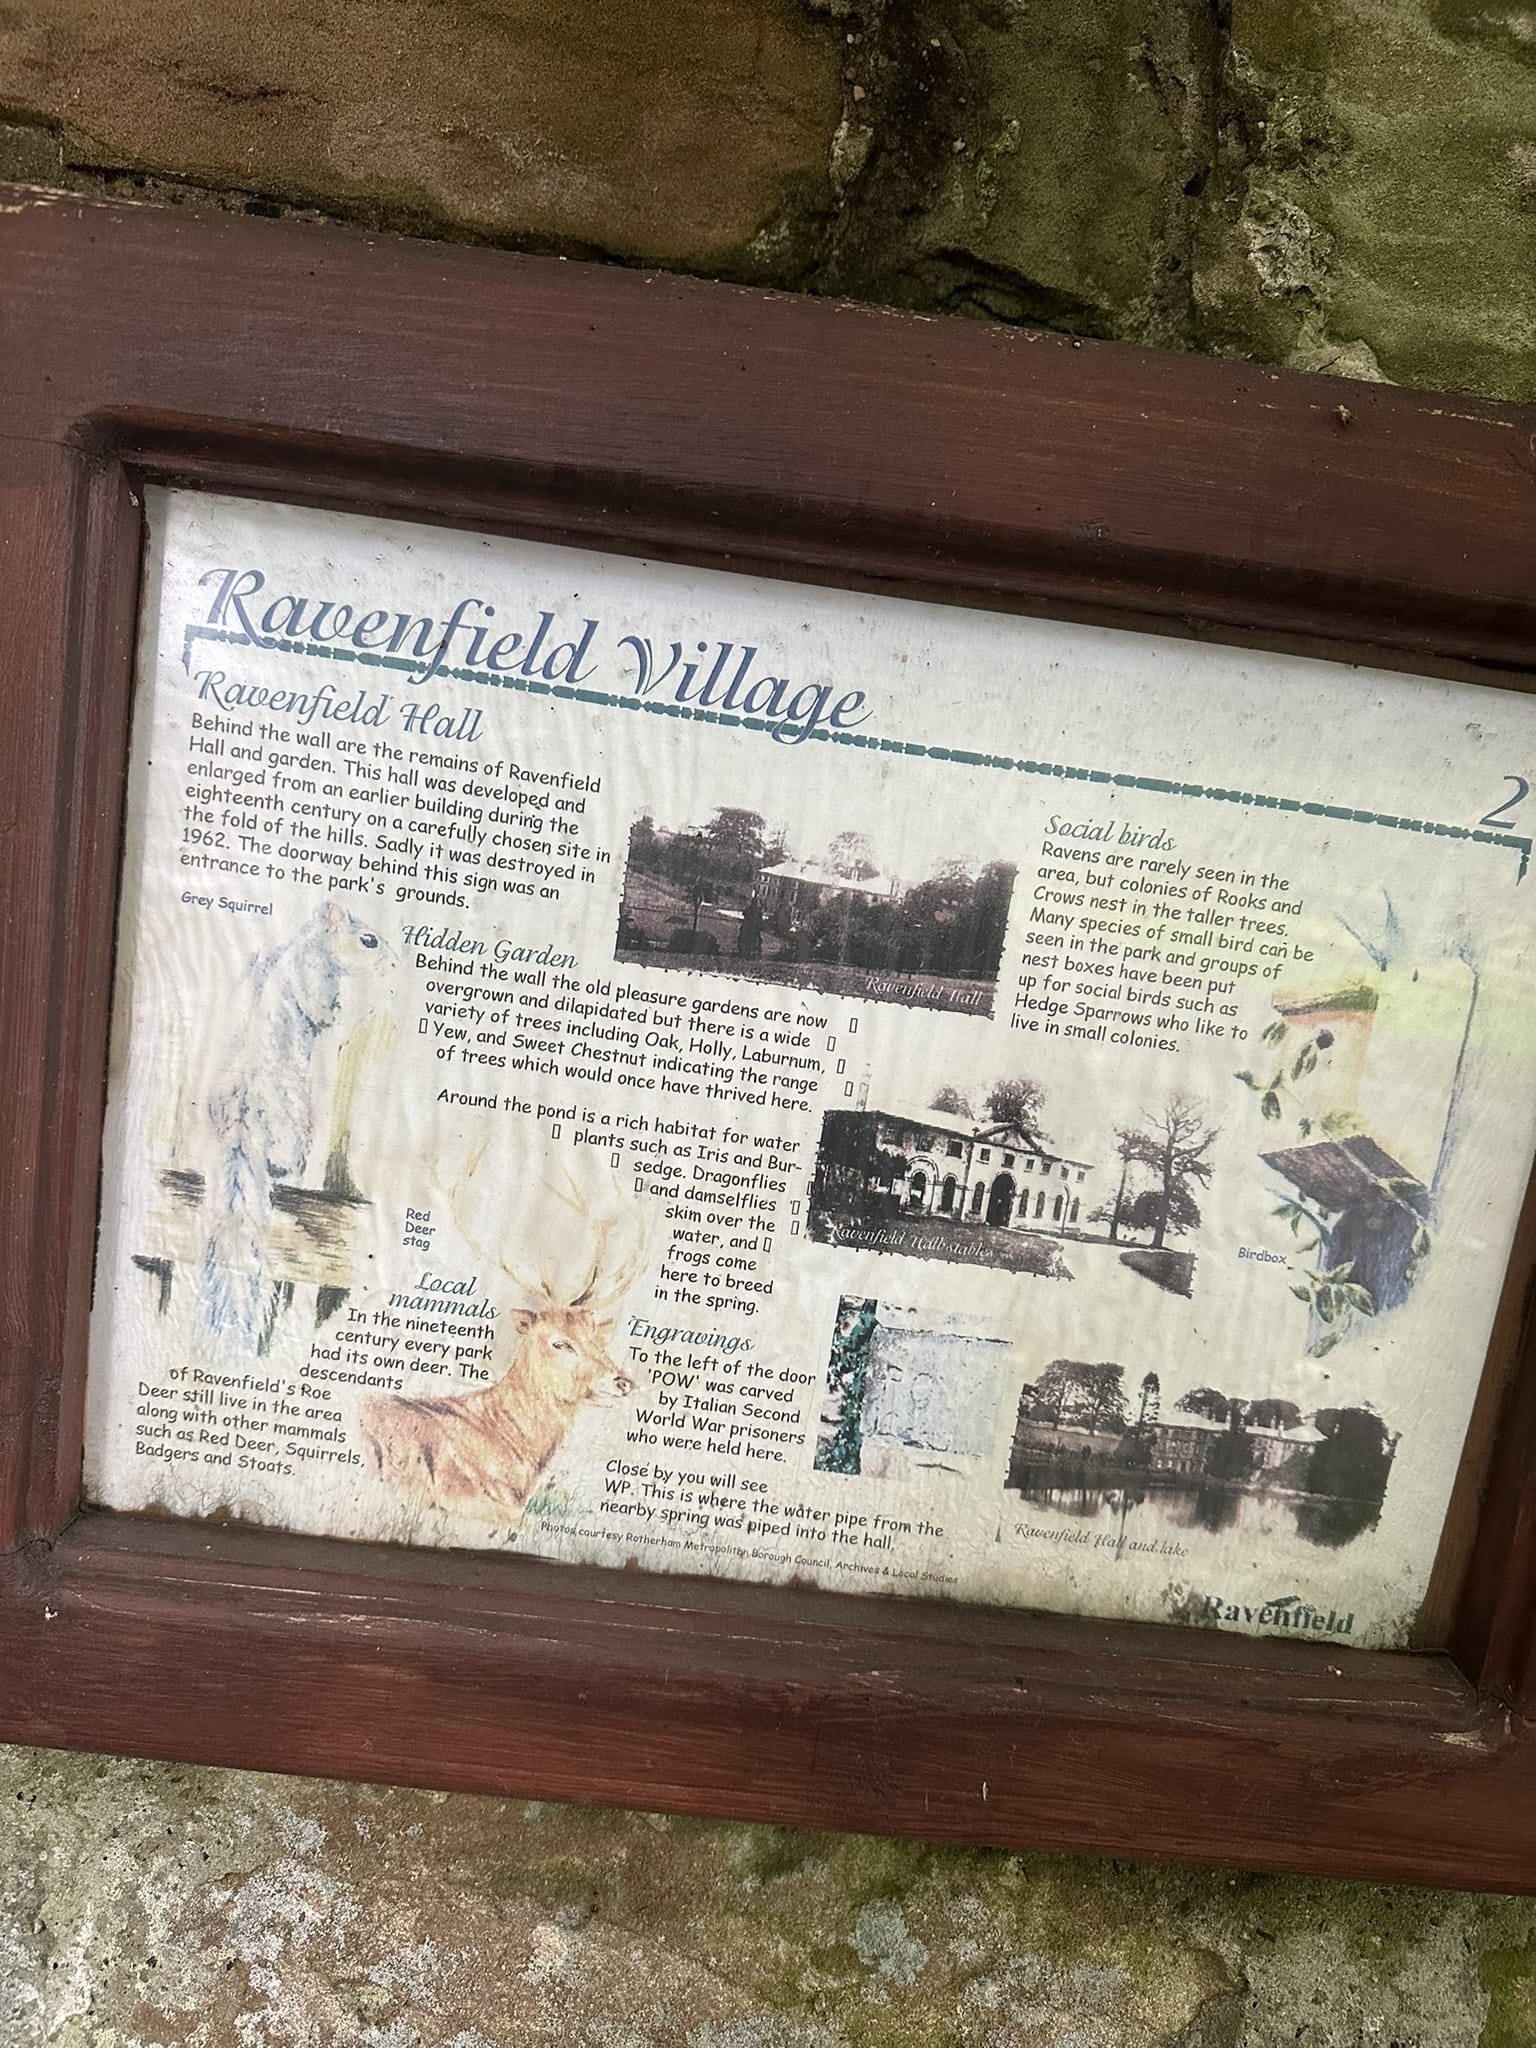 Ravenfield Village
2
Ravenfield Hall
Behind the wall are the remains of Ravenfield
Hall and garden. This hall was developed and
enlarged from an earlier building during the
eighteenth century on a carefully chosen site in
the fold of the hills. Sadly it was destroyed in
1962. The doorway behind this sign was an
entrance to the park's grounds.
Grey Squirrel
Hidden Garden
Behind the wall the old pleasure gardens are now
overgrown and dilapidated but there is a wide
variety of trees including Oak, Holly, Laburnum,
Yew, and Sweet Chestnut indicating the range
of trees which would once have thrived here.
Around the pond is a rich habitat for water
plants such as Iris and Bur-
sedge. Dragonflies
and damselflies
skim over the
water, and
frogs come
here to breed
in the spring.
Red
Deer
stag
Local
mammals
In the nineteenth
century every park
had its own deer. The
descendants
of Ravenfield's Roe
Deer still live in the area
along with other mammals
such as Red Deer, Squirrels,
Badgers and Stoats.
Engravings
To the left of the door
'POW' was carved
by Italian Second
World War prisoners
who were held here.
Close by you will see
WP. This is where the water pipe from the
nearby spring was piped into the hall.
Photos courtesy Rotherham Metropolitan Borough Council, Archives & Local Studies
Ravenfield Hall
Social birds
Ravens are rarely seen in the
area, but colonies of Rooks and
Crows nest in the taller trees.
Many species of small bird can be
seen in the park and groups of
nest boxes have been put
up for social birds such as
Hedge Sparrows who like to
live in small colonies.
Ravenfield Hall stables
Birdbox
Ravenfield Hall and lake
Ravenfield